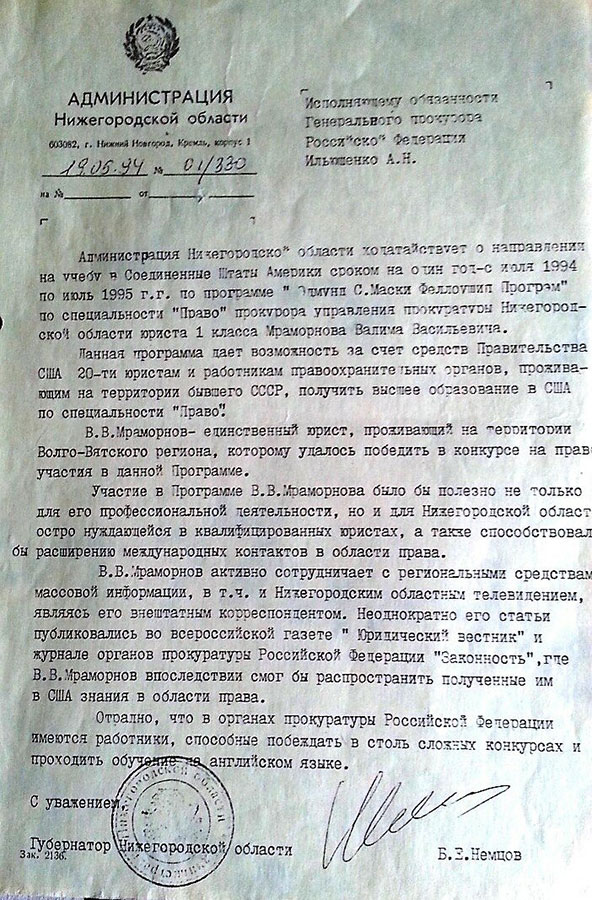 АДМИНИСТРАЦИЯ
Нижегородской области
603082, г. Нижний Новгород, Кремль, корпус 1
19.05.94 № 01/330
на № от
Исполняющему обязанности
Генерального прокурора
Российской Федерации
Ильюшенко А.Н.
Администрация Нижегородской области ходатайствует о направлении
на учебу в Соединенные Штаты Америки сроком на один год-с июля 1994
по июль 1995 г.г. по программе " Эдмунд С.Маски Феллоушип Програм"
по специальности "Право" прокурора управления прокуратуры Нижегород-
ской области юриста 1 класса Мраморнова Вадима Васильевича.
Данная программа дает возможность за счет средств Правительства
США 20-ти юристам и работникам правоохранительных органов, прожива-
ющим на территории бывшего СССР, получить высшее образование в США
по специальности "Право".
В.В.Мраморнов- единственный юрист, проживающий на территории
Волго-Вятского региона, которому удалось победить в конкурсе на прав
участия в данной Программе.
Участие в Программе В.В.Мраморнова было бы полезно не только
для его профессиональной деятельности, но и для Нижегородской област
остро нуждающейся в квалифицированных юристах, а также способствовал
бы расширению международных контактов в области права.
В.В.Мраморнов активно сотрудничает с региональными средствам
массовой информации, в т.ч. и Нижегородским областным телевидением,
являясь его внештатным корреспондентом. Неоднократно его статьи
публиковались во всероссийской газете " Юридический вестник" и
журнале органов прокуратуры Российской Федерации "Законность",где
В.В.Мраморнов впоследствии смог бы распространить полученные им
в США знания в области права.
Отрадно, что в органах прокуратуры Российской Федерации
имеются работники, способные побеждать в столь сложных конкурсах и
проходить обучение на английском языке.
С уважением,
Губернатор Нижегородской области
Б.Е.Немцов
Зак. 2136.